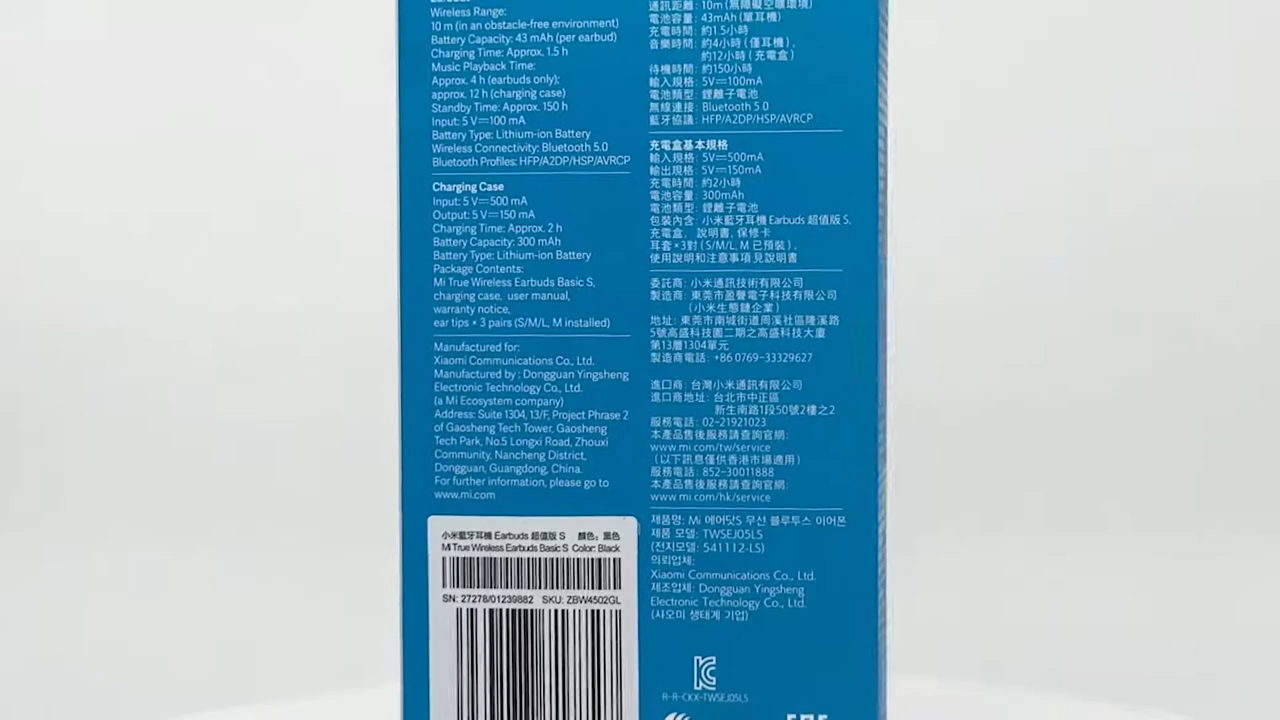 Wireless Range:
10 m (in an obstacle-free environment)
Battery Capacity: 43 mAh (per earbud)
Charging Time: Approx. 1.5 h
Music Playback Time:
Approx. 4 h (earbuds only);
approx. 12 h (charging case)
Standby Time: Approx. 150 h
Input: 5 V⎓100 mA
Battery Type: Lithium-ion Battery
Wireless Connectivity: Bluetooth 5.0
Bluetooth Profiles: HFP/A2DP/HSP/AVRCP
Charging Case
Input: 5 V⎓500 mA
Output: 5 V⎓150 mA
Charging Time: Approx. 2 h
Battery Capacity: 300 mAh
Battery Type: Lithium-ion Battery
Package Contents:
Mi True Wireless Earbuds Basic S,
charging case, user manual,
warranty notice,
ear tips × 3 pairs (S/M/L, M installed)
Manufactured for:
Xiaomi Communications Co., Ltd.
Manufactured by : Dongguan Yingsheng
Electronic Technology Co., Ltd.
(a Mi Ecosystem company)
Address: Suite 1304, 13/F, Project Phrase 2
of Gaosheng Tech Tower, Gaosheng
Tech Park, No.5 Longxi Road, Zhouxi
Community, Nancheng District,
Dongguan, Guangdong, China.
For further information, please go to
www.mi.com
小米藍牙耳機 Earbuds 超值版 S 顏色：黑色
Mi True Wireless Earbuds Basic S Color: Black
SN: 27278/01239882 SKU: ZBW4502GL
通訊距離: 10m (無障礙空曠環境)
電池容量: 43mAh (單耳機)
充電時間: 約1.5小時
音樂時間: 約4小時 (僅耳機),
約12小時 (充電盒)
待機時間: 約150小時
輸入規格: 5V⎓100mA
電池類型: 鋰離子電池
無線連接: Bluetooth 5.0
藍牙協議: HFP/A2DP/HSP/AVRCP
充電盒基本規格
輸入規格: 5V⎓500mA
輸出規格: 5V⎓150mA
充電時間: 約2小時
電池容量: 300mAh
電池類型: 鋰離子電池
包裝內含: 小米藍牙耳機 Earbuds 超值版 S,
充電盒, 說明書, 保修卡
耳套×3對 (S/M/L, M 已預裝),
使用說明和注意事項見說明書
委託商: 小米通訊技術有限公司
製造商: 東莞市盈聲電子科技有限公司
(小米生態鏈企業)
地址: 東莞市南城街道周溪社區隆溪路
5號高盛科技園二期之高盛科技大廈
第13層1304單元
製造商電話: +86 0769-33329627
進口商: 台灣小米通訊有限公司
進口商地址: 台北市中正區
新生南路1段50號2樓之2
服務電話: 02-21921023
本產品售後服務請查詢官網:
www.mi.com/tw/service
(以下訊息僅供香港市場適用)
服務電話: 852-30011888
本產品售後服務請查詢官網:
www.mi.com/hk/service
제품명: Mi 에어닷S 무선 블루투스 이어폰
제품 모델: TWSEJ05LS
(전지모델: 541112-LS)
의뢰업체:
Xiaomi Communications Co., Ltd.
제조업체: Dongguan Yingsheng
Electronic Technology Co., Ltd.
(샤오미 생태계 기업)
R-R-CKX-TWSEJ05LS